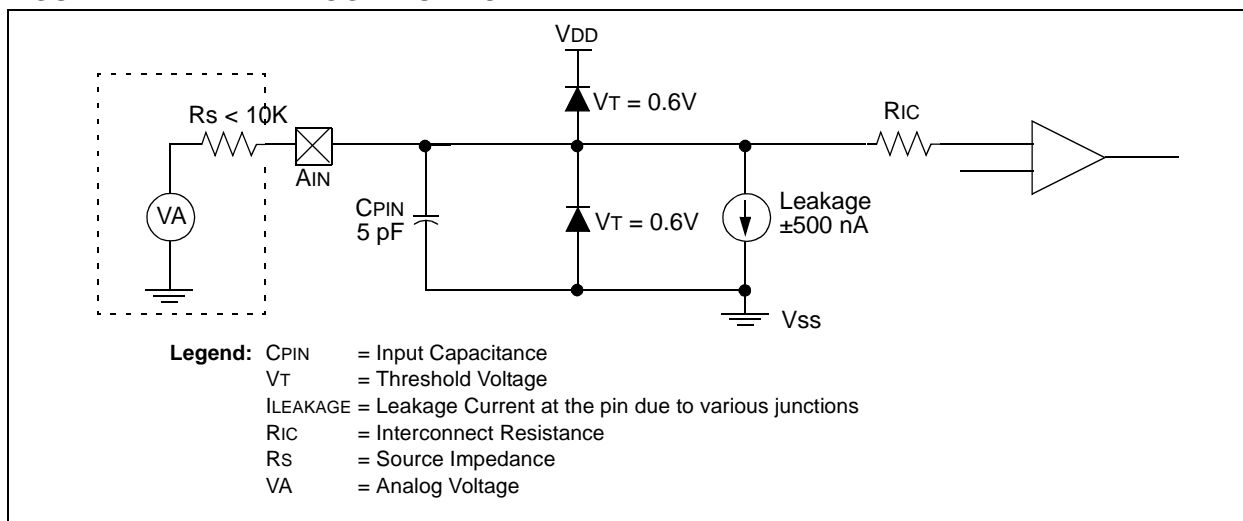 VDD
VT = 0.6V
RS < 10K
RIC
AIN
Leakage
±500 nA
CPIN
5 pF
VA
VT = 0.6V
VSS
Legend: CPIN = Input Capacitance
VT = Threshold Voltage
ILEAKAGE = Leakage Current at the pin due to various junctions
RIC = Interconnect Resistance
RS = Source Impedance
VA = Analog Voltage